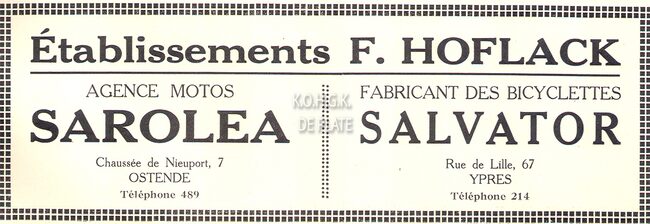 Établissements F. HOFLACK
AGENCE MOTOS
SAROLEA
Chaussée de Nieuport, 7
OSTENDE
Téléphone 489
K.O.H.G.K.
DE PLATE
FABRICANT DES BICYCLETTES
SALVATOR
Rue de Lille, 67
YPRES
Téléphone 214